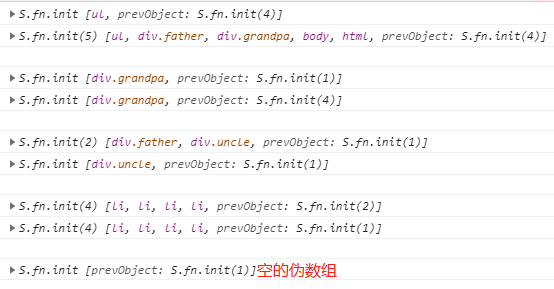 S.fn.init [ul, prevObject: S.fn.init(4)]
S.fn.init(5) [ul, div.father, div.grandpa, body, html, prevObject: S.fn.init(4)]
S.fn.init [div.grandpa, prevObject: S.fn.init(1)]
S.fn.init [div.grandpa, prevObject: S.fn.init(4)]
S.fn.init(2) [div.father, div.uncle, prevObject: S.fn.init(1)]
S.fn.init [div.uncle, prevObject: S.fn.init(1)]
S.fn.init(4) [li, li, li, li, prevObject: S.fn.init(2)]
S.fn.init(4) [li, li, li, li, prevObject: S.fn.init(1)]
S.fn.init [prevObject: S.fn.init(1)]空的伪数组